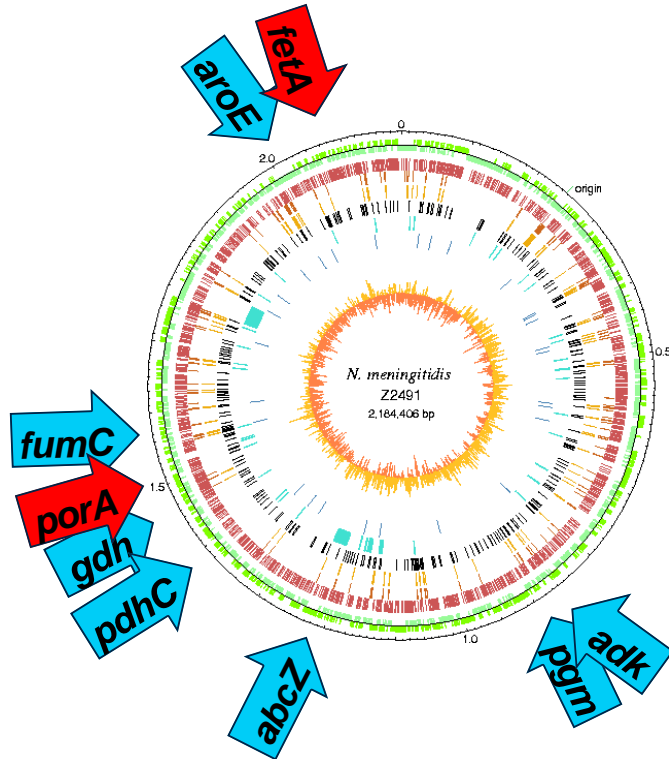 fetA
aroE
0
2.0
origin
0.5
N. meningitidis
Z2491
2,184,406 bp
fumC
1.5
porA
gdh
pdhC
abcZ
1.0
adk
pgm